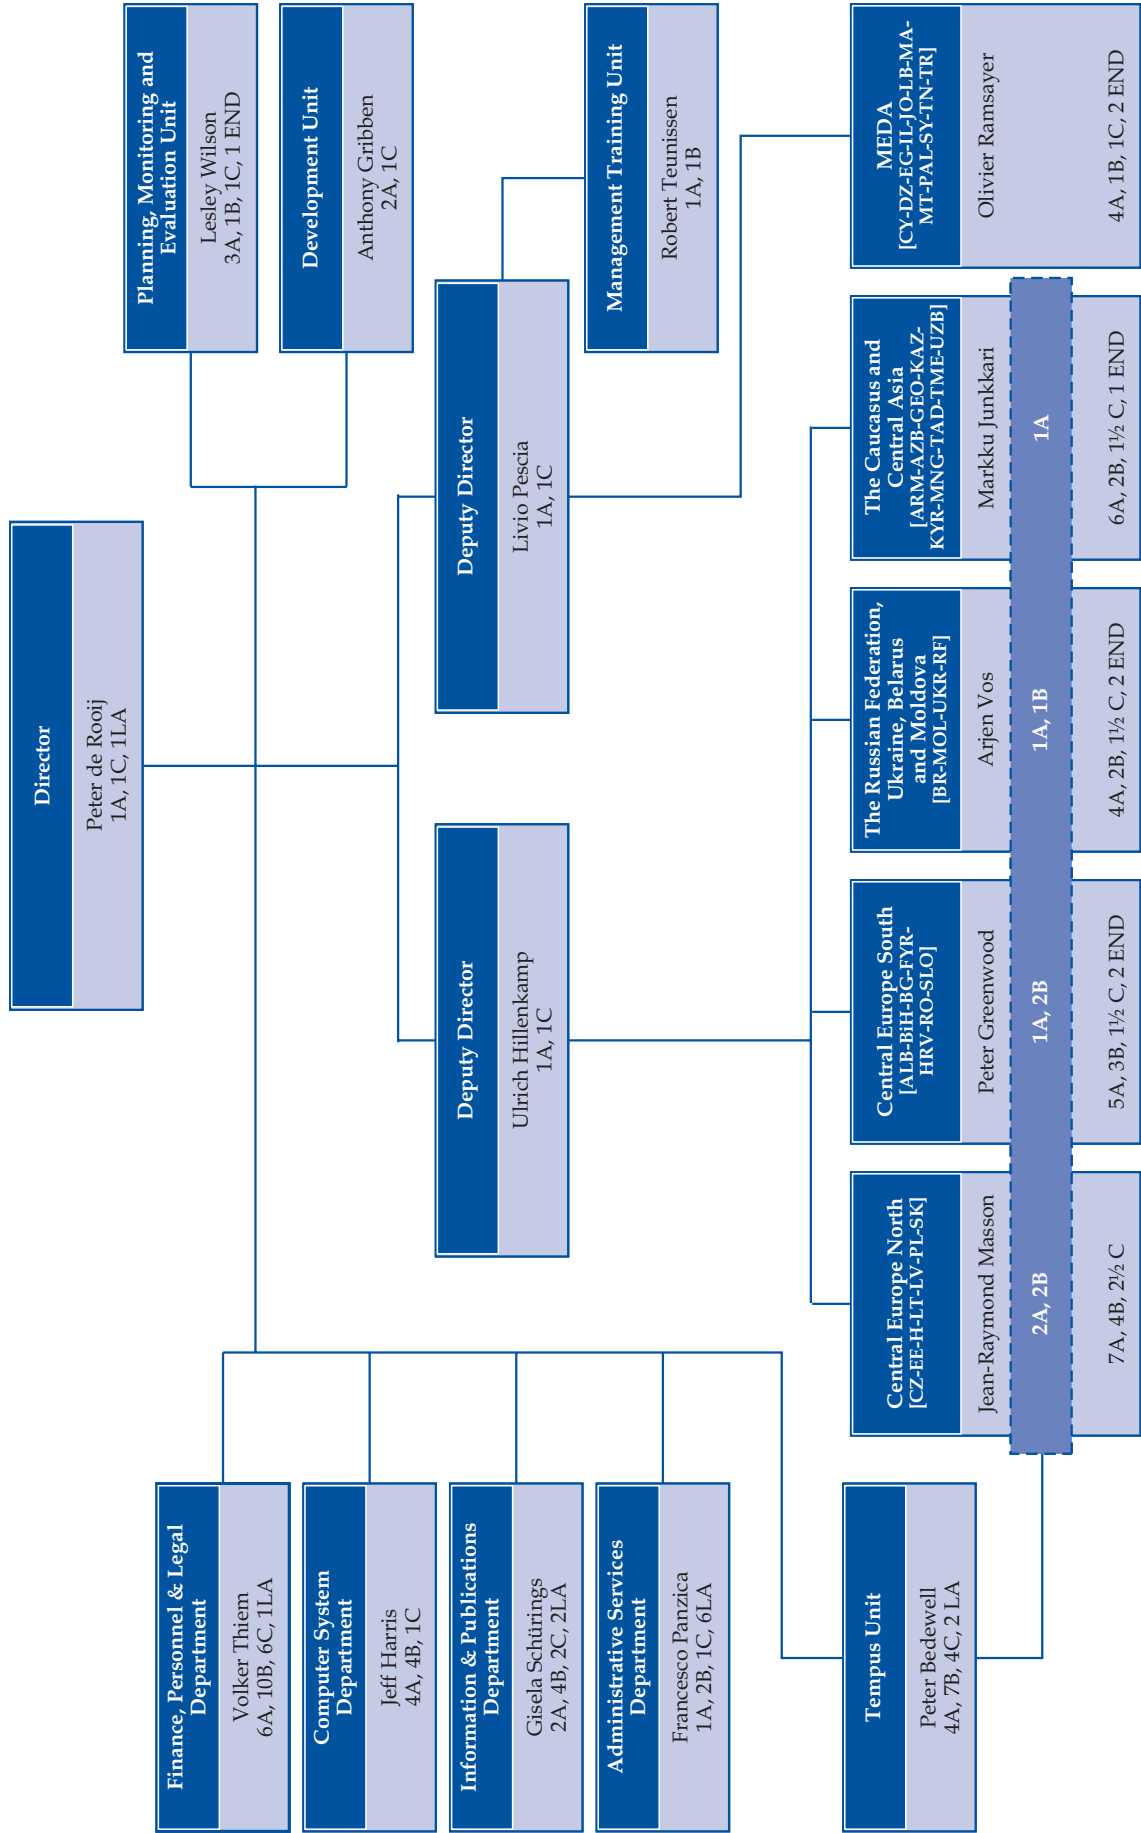 Director
Peter de Rooij
1A, 1C, 1LA
Planning, Monitoring and
Evaluation Unit
Lesley Wilson
3A, 1B, 1C, 1 END
Development Unit
Anthony Gribben
2A, 1C
Finance, Personnel & Legal
Department
Volker Thiem
6A, 10B, 6C, 1LA
Computer System
Department
Jeff Harris
4A, 4B, 1C
Information & Publications
Department
Gisela Schürings
2A, 4B, 2C, 2LA
Administrative Services
Department
Francesco Panzica
1A, 2B, 1C, 6LA
Deputy Director
Ulrich Hillenkamp
1A, 1C
Deputy Director
Livio Pescia
1A, 1C
Management Training Unit
Robert Teunissen
1A, 1B
Tempus Unit
Peter Bedewell
4A, 7B, 4C, 2 LA
Central Europe North
[CZ-EE-H-LT-LV-PL-SK]
Jean-Raymond Masson
2A, 2B
7A, 4B, 2½ C
Central Europe South
[ALB-BiH-BG-FYR-
HRV-RO-SLO]
Peter Greenwood
1A, 2B
5A, 3B, 1½ C, 2 END
The Russian Federation,
Ukraine, Belarus
and Moldova
[BR-MOL-UKR-RF]
Arjen Vos
1A, 1B
4A, 2B, 1½ C, 2 END
The Caucasus and
Central Asia
[ARM-AZB-GEO-KAZ-
KYR-MNG-TAD-TME-UZB]
Markku Junkkari
1A
6A, 2B, 1½ C, 1 END
MEDA
[CY-DZ-EG-IL-JO-LB-MA-
MT-PAL-SY-TN-TR]
Olivier Ramsayer
4A, 1B, 1C, 2 END